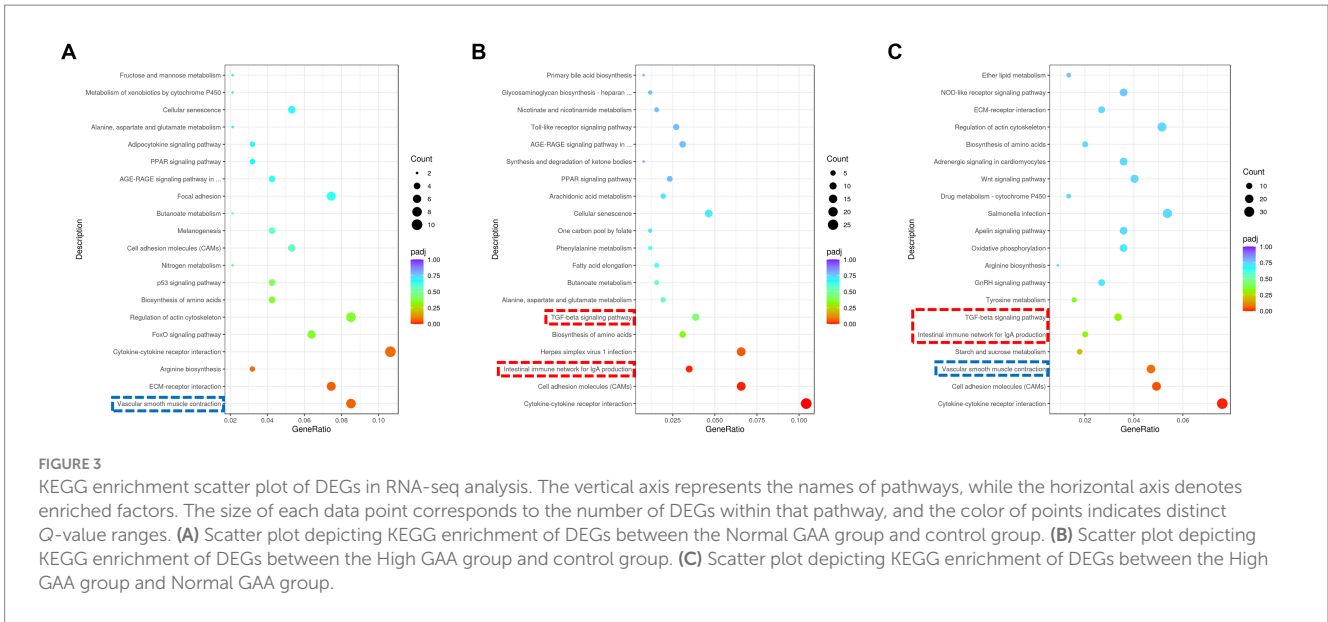 A
Fructose and mannose metabolism
Metabolism of xenobiotics by cytochrome P450
Cellular senescence
Alanine, aspartate and glutamate metabolism
Adipocytokine signaling pathway
PPAR signaling pathway
AGE-RAGE signaling pathway in ...
Focal adhesion
Butanoate metabolism
Melanogenesis
Cell adhesion molecules (CAMs)
Nitrogen metabolism
p53 signaling pathway
Biosynthesis of amino acids
Regulation of actin cytoskeleton
FoxO signaling pathway
Cytokine-cytokine receptor interaction
Arginine biosynthesis
ECM-receptor interaction
Vascular smooth muscle contraction
Description
0.02 0.04 0.06 0.08 0.10
GeneRatio
Count
2
4
6
8
10
padj
1.00
0.75
0.50
0.25
0.00
B
Primary bile acid biosynthesis
Glycosaminoglycan biosynthesis - heparan ...
Nicotinate and nicotinamide metabolism
Toll-like receptor signaling pathway
AGE-RAGE signaling pathway in ...
Synthesis and degradation of ketone bodies
PPAR signaling pathway
Arachidonic acid metabolism
Cellular senescence
One carbon pool by folate
Phenylalanine metabolism
Fatty acid elongation
Butanoate metabolism
Alanine, aspartate and glutamate metabolism
TGF-beta signaling pathway
Biosynthesis of amino acids
Herpes simplex virus 1 infection
Intestinal immune network for IgA production
Cell adhesion molecules (CAMs)
Cytokine-cytokine receptor interaction
Description
0.025 0.050 0.075 0.100
GeneRatio
Count
5
10
15
20
25
padj
1.00
0.75
0.50
0.25
0.00
C
Ether lipid metabolism
NOD-like receptor signaling pathway
ECM-receptor interaction
Regulation of actin cytoskeleton
Biosynthesis of amino acids
Adrenergic signaling in cardiomyocytes
Wnt signaling pathway
Drug metabolism - cytochrome P450
Salmonella infection
Apelin signaling pathway
Oxidative phosphorylation
Arginine biosynthesis
GnRH signaling pathway
Tyrosine metabolism
TGF-beta signaling pathway
Intestinal immune network for IgA production
Starch and sucrose metabolism
Vascular smooth muscle contraction
Cell adhesion molecules (CAMs)
Cytokine-cytokine receptor interaction
Description
0.02 0.04 0.06
GeneRatio
Count
10
20
30
padj
1.00
0.75
0.50
0.25
0.00
FIGURE 3
KEGG enrichment scatter plot of DEGs in RNA-seq analysis. The vertical axis represents the names of pathways, while the horizontal axis denotes
enriched factors. The size of each data point corresponds to the number of DEGs within that pathway, and the color of points indicates distinct
Q-value ranges. (A) Scatter plot depicting KEGG enrichment of DEGs between the Normal GAA group and control group. (B) Scatter plot depicting
KEGG enrichment of DEGs between the High GAA group and control group. (C) Scatter plot depicting KEGG enrichment of DEGs between the High
GAA group and Normal GAA group.